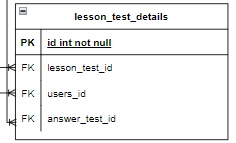 lesson_test_details
PK id int not null
FK lesson_test_id
FK users_id
FK answer_test_id